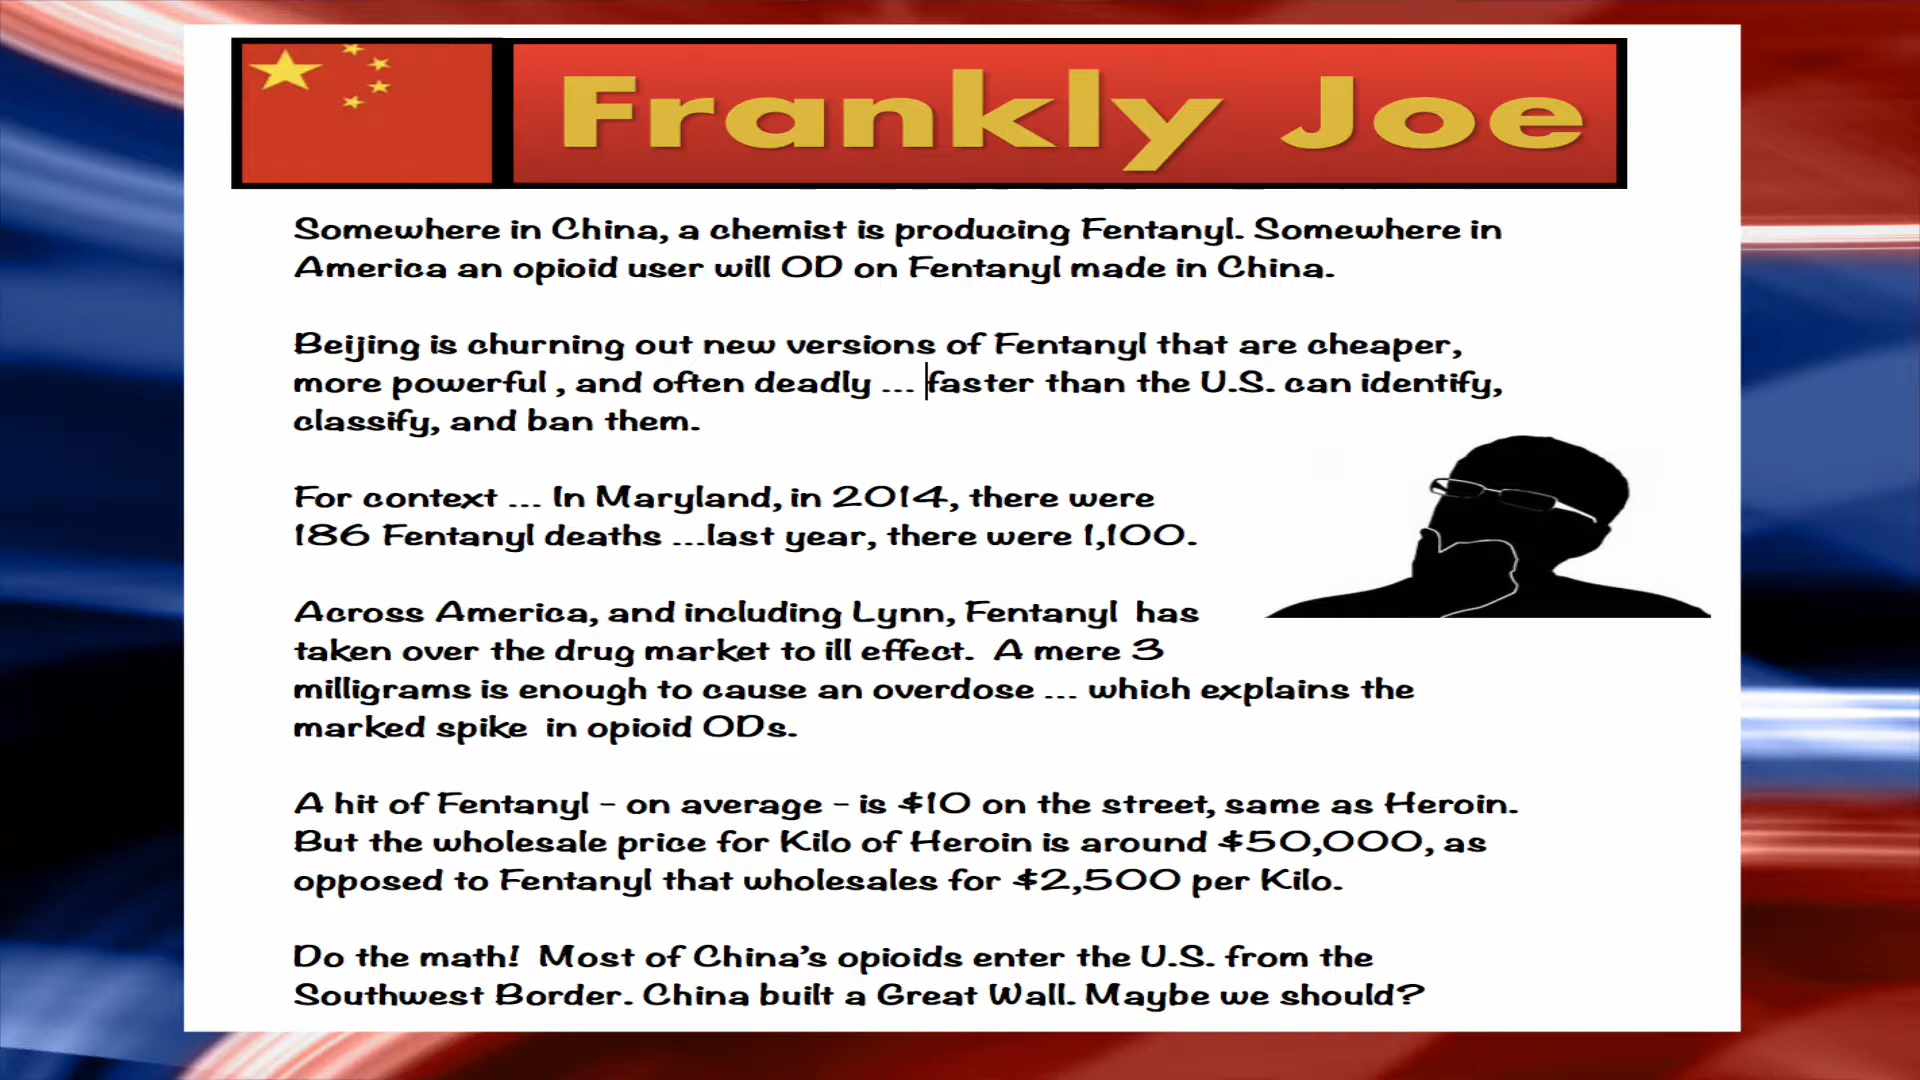 Frankly Joe
Somewhere in China, a chemist is producing Fentanyl. Somewhere in
America an opioid user will OD on Fentanyl made in China.
Beijing is churning out new versions of Fentanyl that are cheaper,
more powerful , and often deadly ... faster than the U.S. can identify,
classify, and ban them.
For context ... In Maryland, in 2014, there were
186 Fentanyl deaths ...last year, there were 1,100.
Across America, and including Lynn, Fentanyl  has
taken over the drug market to ill effect.  A mere 3
milligrams is enough to cause an overdose ... which explains the
marked spike  in opioid ODs.
A hit of Fentanyl - on average - is $10 on the street, same as Heroin.
But the wholesale price for Kilo of Heroin is around $50,000, as
opposed to Fentanyl that wholesales for $2,500 per Kilo.
Do the math!  Most of China's opioids enter the U.S. from the
Southwest Border. China built a Great Wall. Maybe we should?